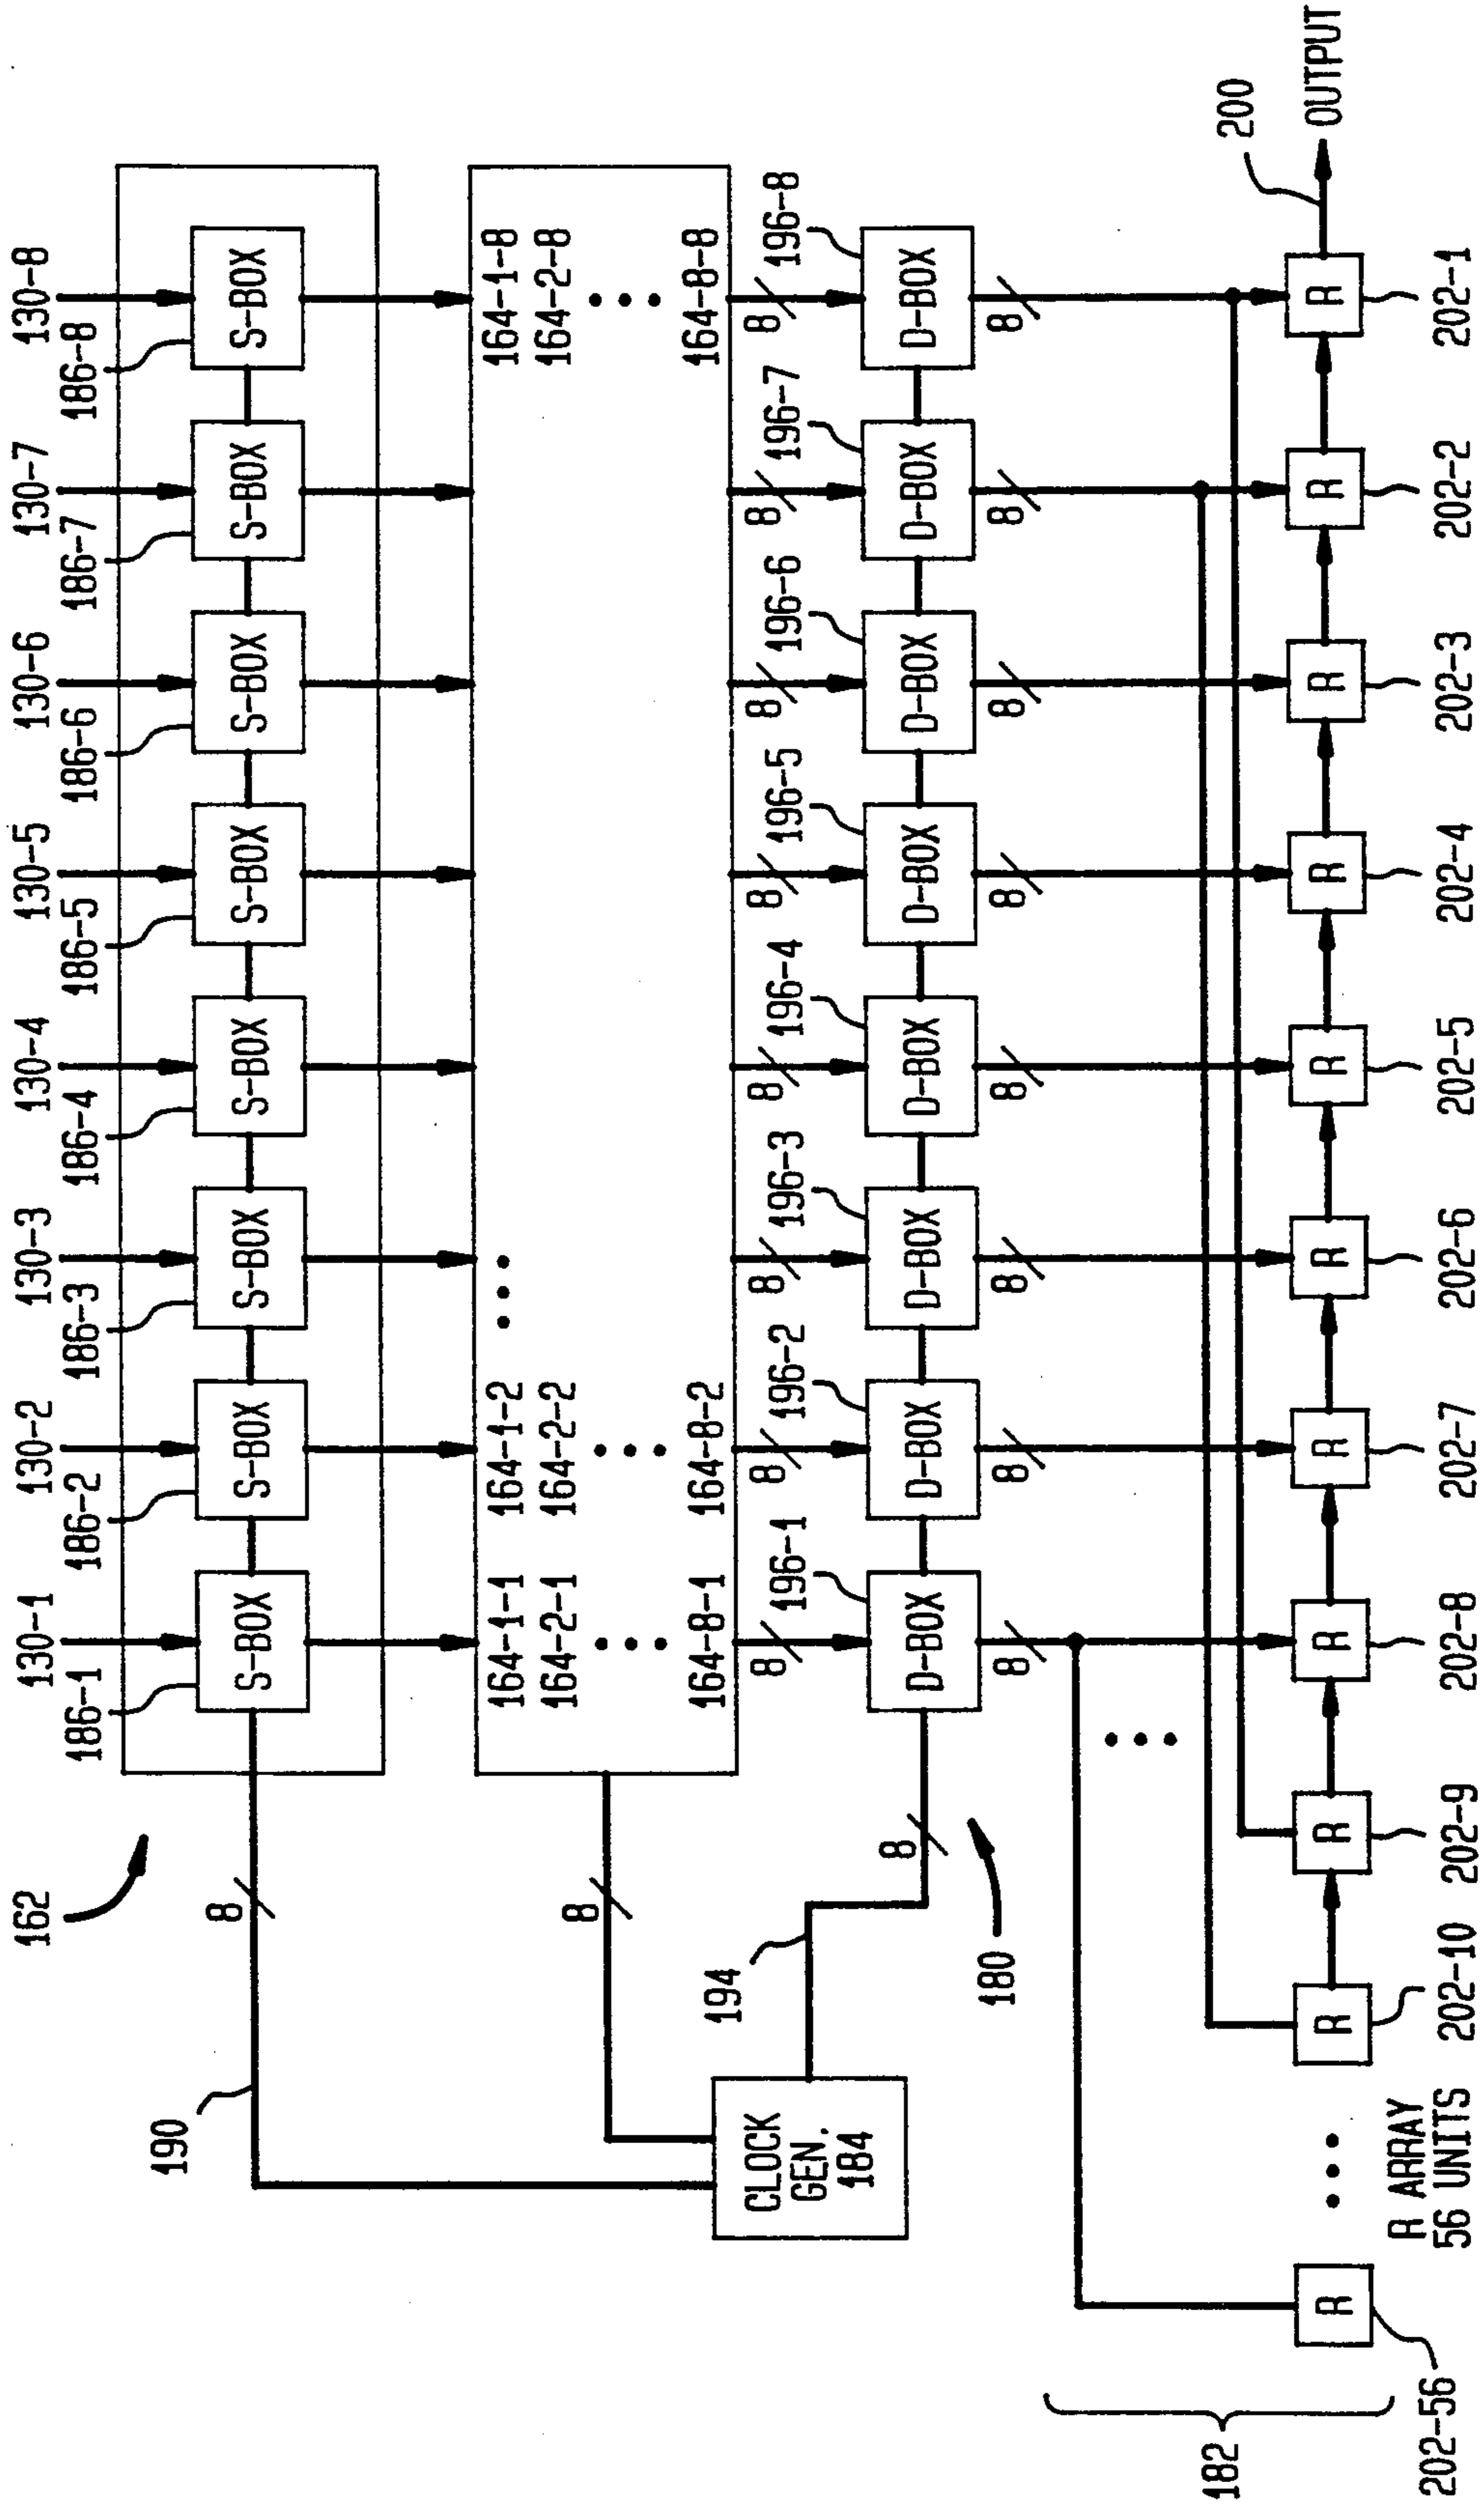 130-1 130-2 130-3 130-4 130-5 130-6 130-7 130-8
162
186-1 186-2 186-3 186-4 186-5 186-6 186-7 186-8
190
8
S-BOX S-BOX S-BOX S-BOX S-BOX S-BOX S-BOX S-BOX
164-1-1 164-1-2 164-1-8
164-2-1 164-2-2 164-2-8
8
164-8-1 164-8-2 164-8-8
194
8 8 8 8 8 8 8 8
196-1 196-2 196-3 196-4 196-5 196-6 196-7 196-8
CLOCK
GEN.
184
8
D-BOX D-BOX D-BOX D-BOX D-BOX D-BOX D-BOX D-BOX
180
8 8 8 8 8 8 8 8
182
200
R R R R R R R R R R R OUTPUT
R ARRAY
56 UNITS
202-56 202-10 202-9 202-8 202-7 202-6 202-5 202-4 202-3 202-2 202-1